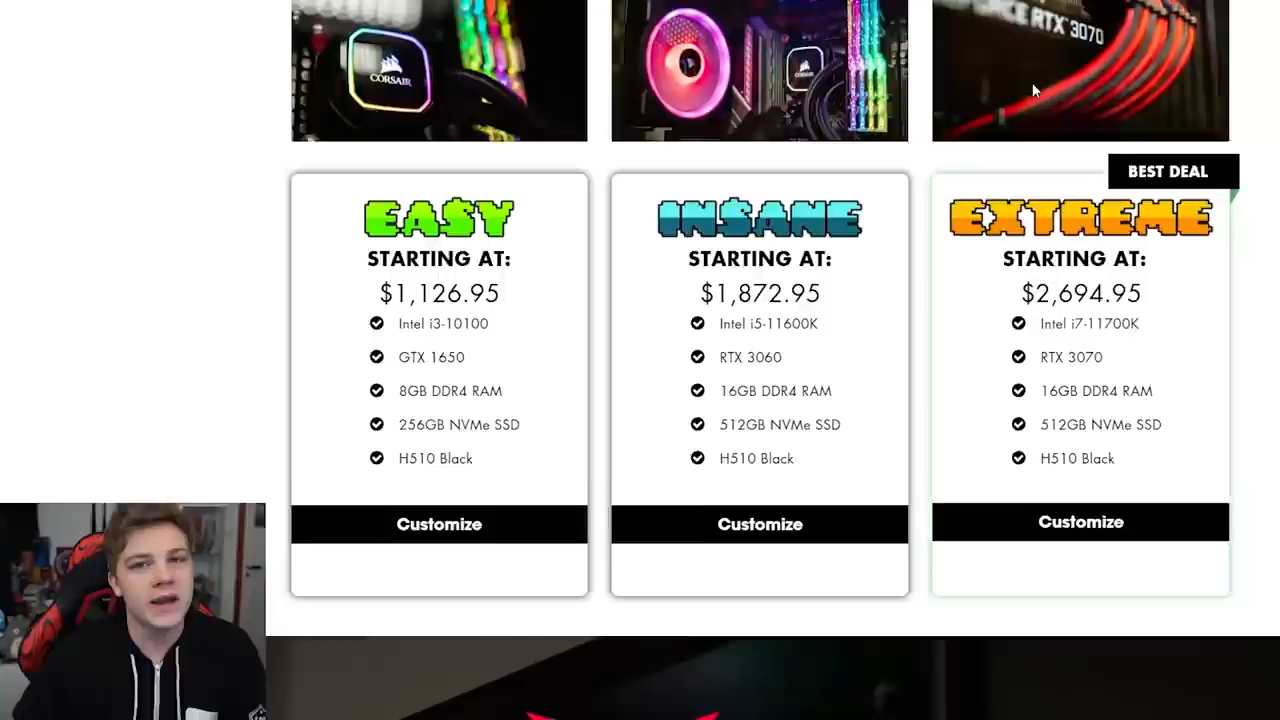 CORSAIR
CORSAIR
RTX 3070
BEST DEAL
EA$Y
STARTING AT:
$1,126.95
Intel i3-10100
GTX 1650
8GB DDR4 RAM
256GB NVMe SSD
H510 Black
Customize
IN$ANE
STARTING AT:
$1,872.95
Intel i5-11600K
RTX 3060
16GB DDR4 RAM
512GB NVMe SSD
H510 Black
Customize
EXTREME
STARTING AT:
$2,694.95
Intel i7-11700K
RTX 3070
16GB DDR4 RAM
512GB NVMe SSD
H510 Black
Customize